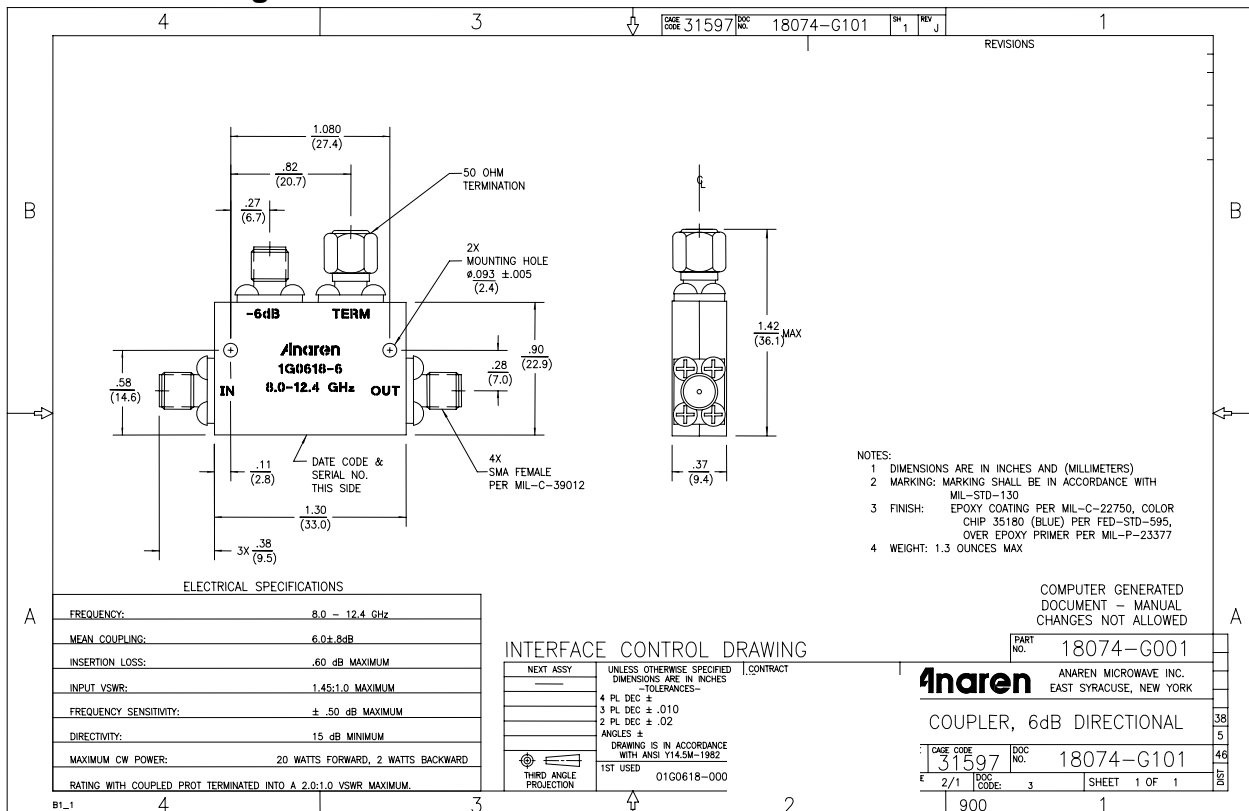 4
3
CAGE CODE 31597 DOC NO. 18074-G101 SH 1 REV J
1
REVISIONS
1.080
(27.4)
.82
(20.7)
50 OHM
TERMINATION
.27
(6.7)
B
B
2X
MOUNTING HOLE
ø.093 ±.005
(2.4)
℄
-6dB TERM
1.42 MAX
(36.1)
Anaren
1G0618-6
8.0-12.4 GHz
IN
OUT
.90
(22.9)
.28
(7.0)
.58
(14.6)
.11
(2.8)
DATE CODE &
SERIAL NO.
THIS SIDE
4X
SMA FEMALE
PER MIL-C-39012
.37
(9.4)
1.30
(33.0)
3X .38
(9.5)
NOTES:
1 DIMENSIONS ARE IN INCHES AND (MILLIMETERS)
2 MARKING: MARKING SHALL BE IN ACCORDANCE WITH
MIL-STD-130
3 FINISH: EPOXY COATING PER MIL-C-22750, COLOR
CHIP 35180 (BLUE) PER FED-STD-595,
OVER EPOXY PRIMER PER MIL-P-23377
4 WEIGHT: 1.3 OUNCES MAX
COMPUTER GENERATED
DOCUMENT - MANUAL
CHANGES NOT ALLOWED
A
A
ELECTRICAL SPECIFICATIONS
FREQUENCY: 8.0 - 12.4 GHz
MEAN COUPLING: 6.0±.8dB
INSERTION LOSS: .60 dB MAXIMUM
INPUT VSWR: 1.45:1.0 MAXIMUM
FREQUENCY SENSITIVITY: ± .50 dB MAXIMUM
DIRECTIVITY: 15 dB MINIMUM
MAXIMUM CW POWER: 20 WATTS FORWARD, 2 WATTS BACKWARD
RATING WITH COUPLED PROT TERMINATED INTO A 2.0:1.0 VSWR MAXIMUM.
INTERFACE CONTROL DRAWING
NEXT ASSY
UNLESS OTHERWISE SPECIFIED
DIMENSIONS ARE IN INCHES
-TOLERANCES-
4 PL DEC ±
3 PL DEC ± .010
2 PL DEC ± .02
ANGLES ±
DRAWING IS IN ACCORDANCE
WITH ANSI Y14.5M-1982
1ST USED 01G0618-000
THIRD ANGLE
PROJECTION
CONTRACT
PART NO. 18074-G001
Anaren
ANAREN MICROWAVE INC.
EAST SYRACUSE, NEW YORK
COUPLER, 6dB DIRECTIONAL
CAGE CODE 31597 DOC NO. 18074-G101
2/1 DOC CODE: 3 SHEET 1 OF 1
38
5
46
DIST
B1_1
4
3
2
900
1